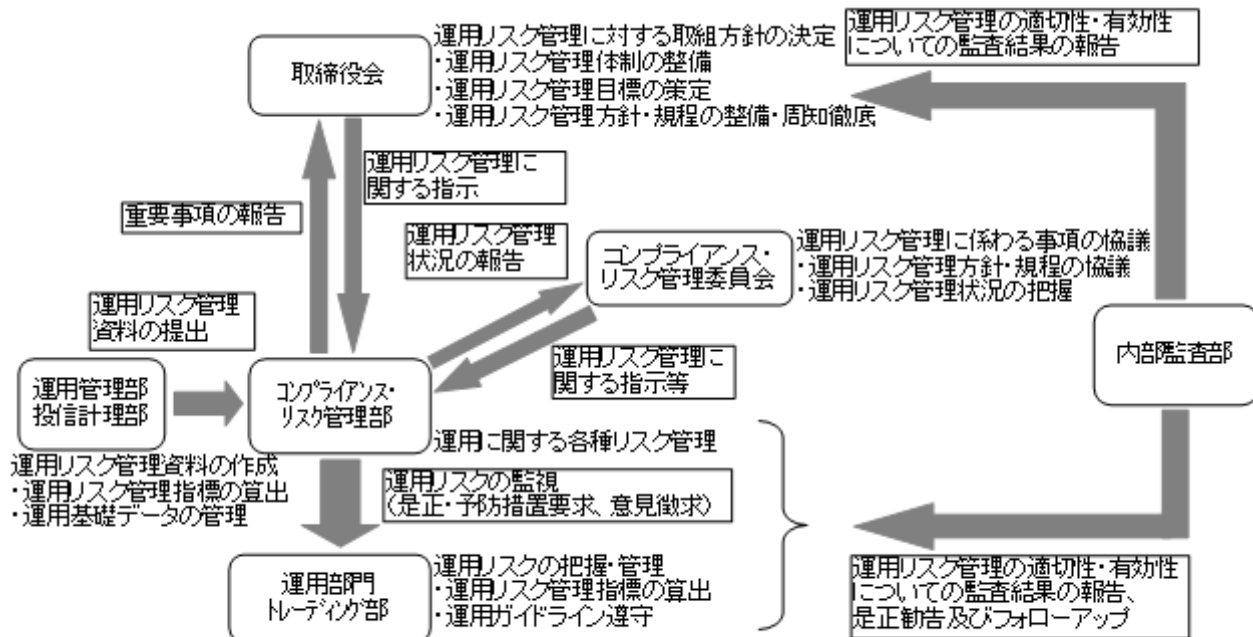 運用リスク管理に対する取組方針の決定
・運用リスク管理体制の整備
・運用リスク管理目標の策定
・運用リスク管理方針・規程の整備・周知徹底
取締役会
運用リスク管理の適切性・有効性
についての監査結果の報告
運用リスク管理に
関する指示
重要事項の報告
運用リスク管理
状況の報告
コンプライアンス・
リスク管理委員会
運用リスク管理に係わる事項の協議
・運用リスク管理方針・規程の協議
・運用リスク管理状況の把握
運用リスク管理
資料の提出
運用リスク管理に
関する指示等
内部監査部
運用管理部
投信計理部
コンプライアンス・
リスク管理部
運用に関する各種リスク管理
運用リスク管理資料の作成
・運用リスク管理指標の算出
・運用基礎データの管理
運用リスクの監視
(是正・予防措置要求、意見徴求)
運用部門
トレーディング部
運用リスクの把握・管理
・運用リスク管理指標の算出
・運用ガイドライン遵守
運用リスク管理の適切性・有効性
についての監査結果の報告、
是正勧告及びフォローアップ